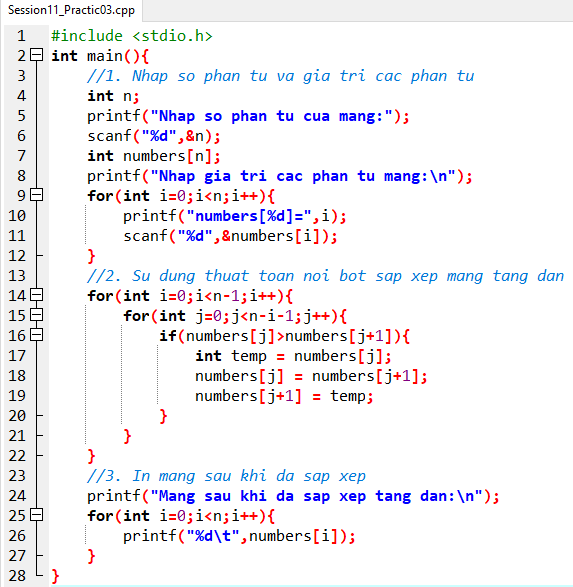 Session11_Practic03.cpp
1 #include <stdio.h>
2 int main(){
3 //1. Nhap so phan tu va gia tri cac phan tu
4 int n;
5 printf("Nhap so phan tu cua mang:");
6 scanf("%d",&n);
7 int numbers[n];
8 printf("Nhap gia tri cac phan tu mang:\n");
9 for(int i=0;i<n;i++){
10 printf("numbers[%d]=",i);
11 scanf("%d",&numbers[i]);
12 }
13 //2. Su dung thuat toan noi bot sap xep mang tang dan
14 for(int i=0;i<n-1;i++){
15 for(int j=0;j<n-i-1;j++){
16 if(numbers[j]>numbers[j+1]){
17 int temp = numbers[j];
18 numbers[j] = numbers[j+1];
19 numbers[j+1] = temp;
20 }
21 }
22 }
23 //3. In mang sau khi da sap xep
24 printf("Mang sau khi da sap xep tang dan:\n");
25 for(int i=0;i<n;i++){
26 printf("%d\t",numbers[i]);
27 }
28 }